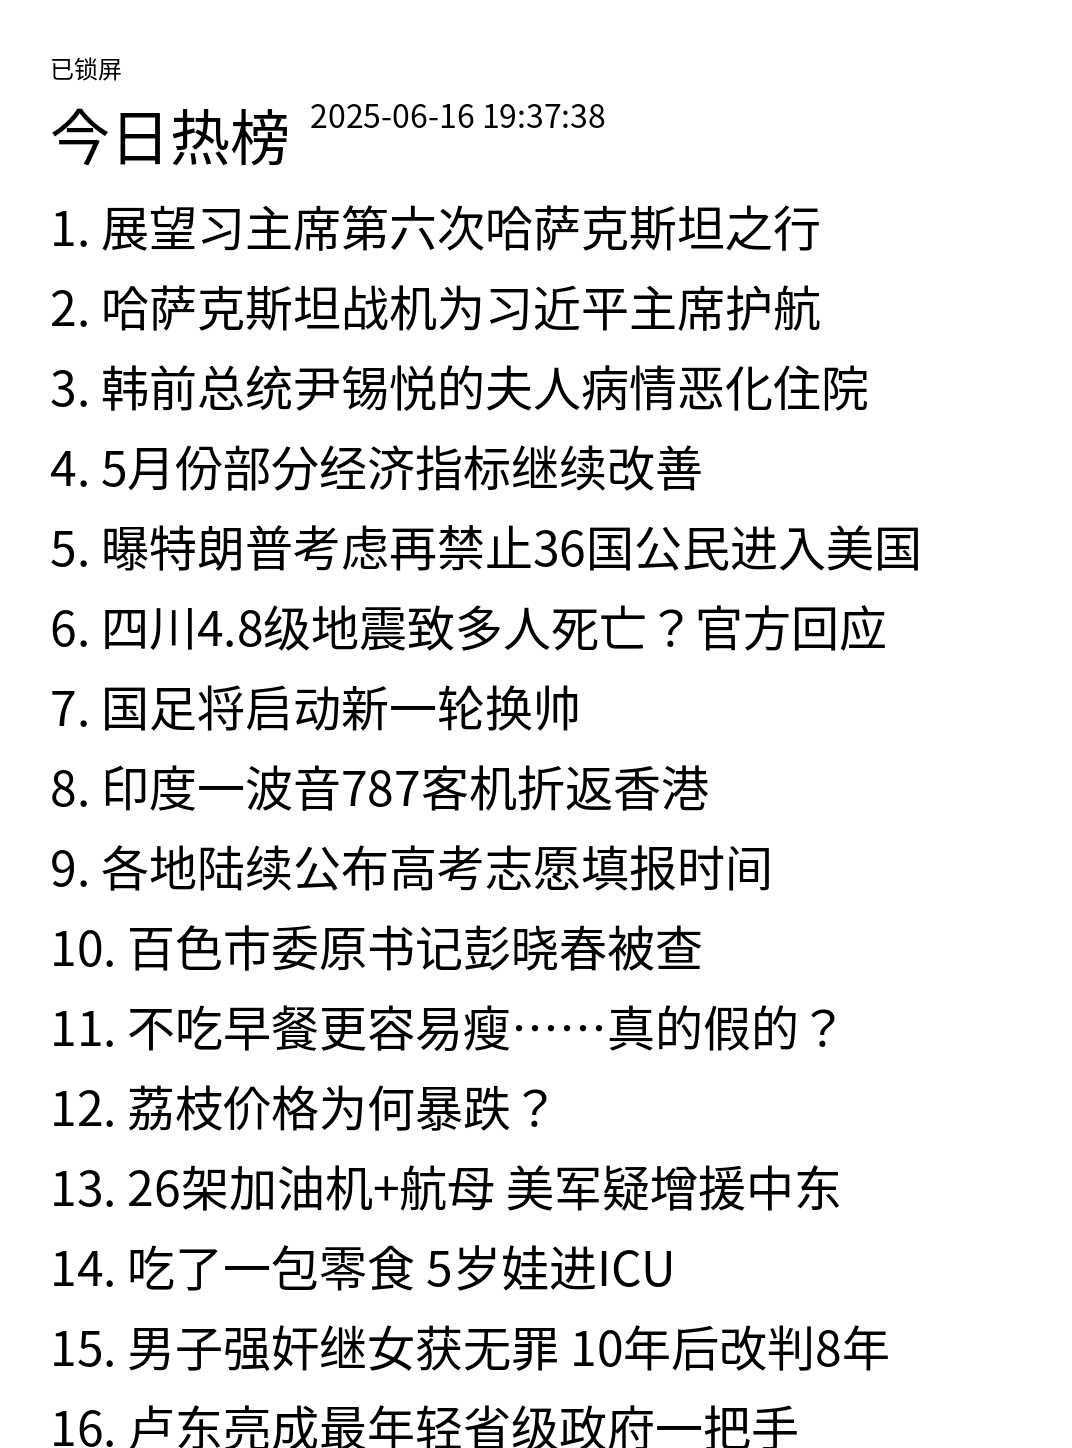 已锁屏
今日热榜 2025-06-16 19:37:38
1. 展望习主席第六次哈萨克斯坦之行
2. 哈萨克斯坦战机为习近平主席护航
3. 韩前总统尹锡悦的夫人病情恶化住院
4. 5月份部分经济指标继续改善
5. 曝特朗普考虑再禁止36国公民进入美国
6. 四川4.8级地震致多人死亡？官方回应
7. 国足将启动新一轮换帅
8. 印度一波音787客机折返香港
9. 各地陆续公布高考志愿填报时间
10. 百色市委原书记彭晓春被查
11. 不吃早餐更容易瘦……真的假的？
12. 荔枝价格为何暴跌？
13. 26架加油机+航母 美军疑增援中东
14. 吃了一包零食 5岁娃进ICU
15. 男子强奸继女获无罪 10年后改判8年
16. 卢东亮成最年轻省级政府一把手